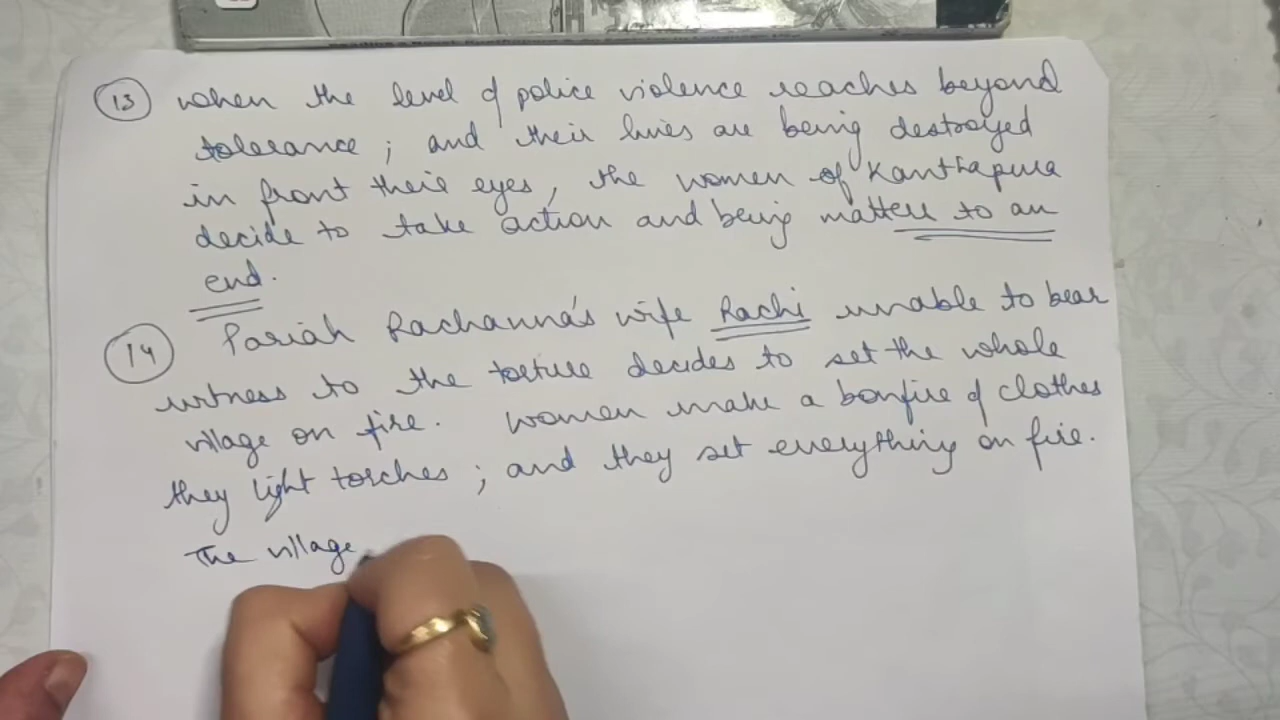 13 when the level of police violence reaches beyond
tolerance ; and their lives are being destroyed
in front their eyes, the women of Kanthapura
decide to take action and being matters to an
end.
14 Pariah Rachanna's wife Rachi unable to bear
witness to the torture decides to set the whole
village on fire. Women make a bonfire of clothes
they light torches ; and they set everything on fire.
The village